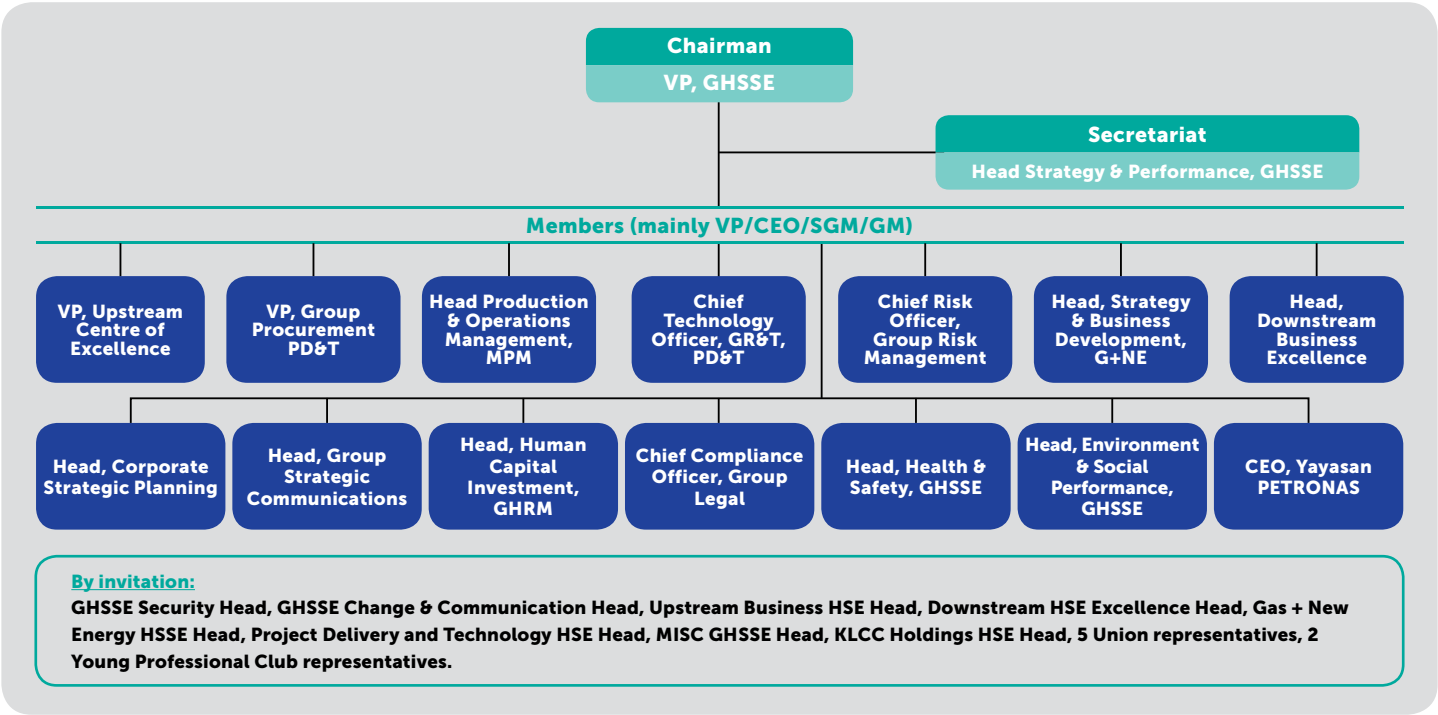 Chairman
VP, GHSSE
Secretariat
Head Strategy & Performance, GHSSE
Members (mainly VP/CEO/SGM/GM)
VP, Upstream
Centre of
Excellence
VP, Group
Procurement
PD&T
Head Production
& Operations
Management,
MPM
Chief
Technology
Officer, GR&T,
PD&T
Chief Risk
Officer,
Group Risk
Management
Head, Strategy
& Business
Development,
G+NE
Head,
Downstream
Business
Excellence
Head, Corporate
Strategic Planning
Head, Group
Strategic
Communications
Head, Human
Capital
Investment,
GHRM
Chief Compliance
Officer, Group
Legal
Head, Health &
Safety, GHSSE
Head, Environment
& Social
Performance,
GHSSE
CEO, Yayasan
PETRONAS
By invitation:
GHSSE Security Head, GHSSE Change & Communication Head, Upstream Business HSE Head, Downstream HSE Excellence Head, Gas + New
Energy HSSE Head, Project Delivery and Technology HSE Head, MISC GHSSE Head, KLCC Holdings HSE Head, 5 Union representatives, 2
Young Professional Club representatives.